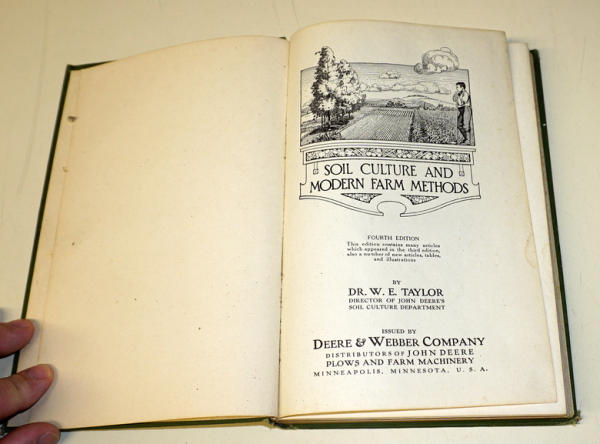 SOIL CULTURE AND
MODERN FARM METHODS
FOURTH EDITION
This edition contains many articles
which appeared in the third edition,
also a number of new articles, tables,
and illustrations
BY
DR. W. E. TAYLOR
DIRECTOR OF JOHN DEERE'S
SOIL CULTURE DEPARTMENT
ISSUED BY
DEERE & WEBBER COMPANY
DISTRIBUTORS OF JOHN DEERE
PLOWS AND FARM MACHINERY
MINNEAPOLIS, MINNESOTA, U. S. A.